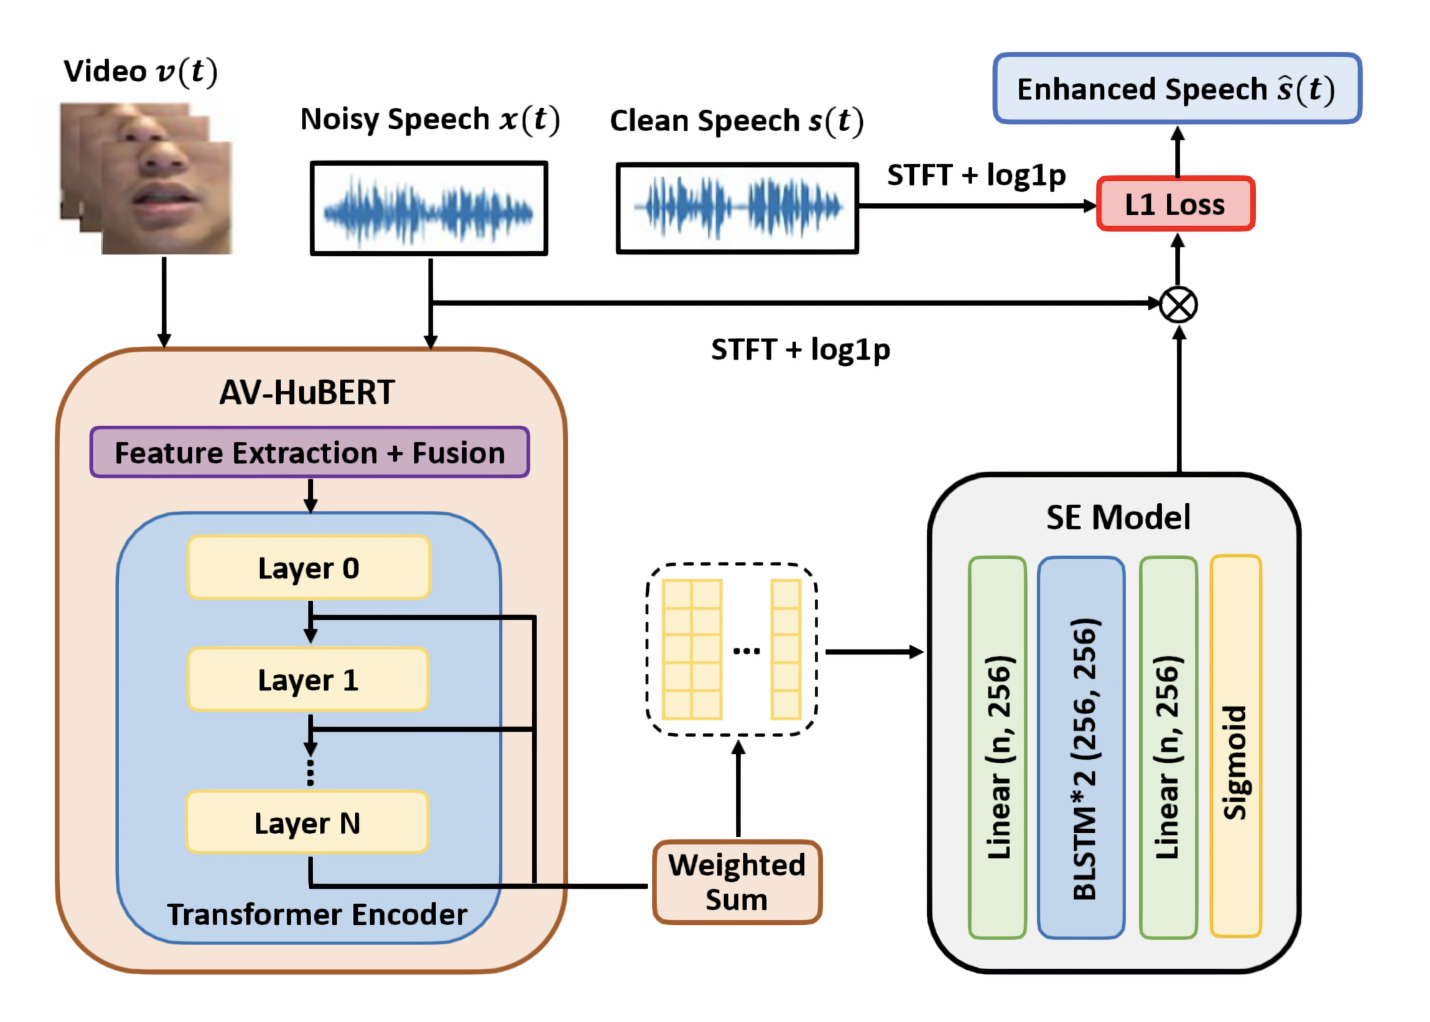 Video v(t)
Noisy Speech x(t)
Clean Speech s(t)
Enhanced Speech ŝ(t)
STFT + log1p
L1 Loss
STFT + log1p
AV-HuBERT
Feature Extraction + Fusion
Layer 0
Layer 1
⋮
Layer N
Transformer Encoder
Weighted
Sum
...
SE Model
Linear (n, 256)
BLSTM*2 (256, 256)
Linear (n, 256)
Sigmoid